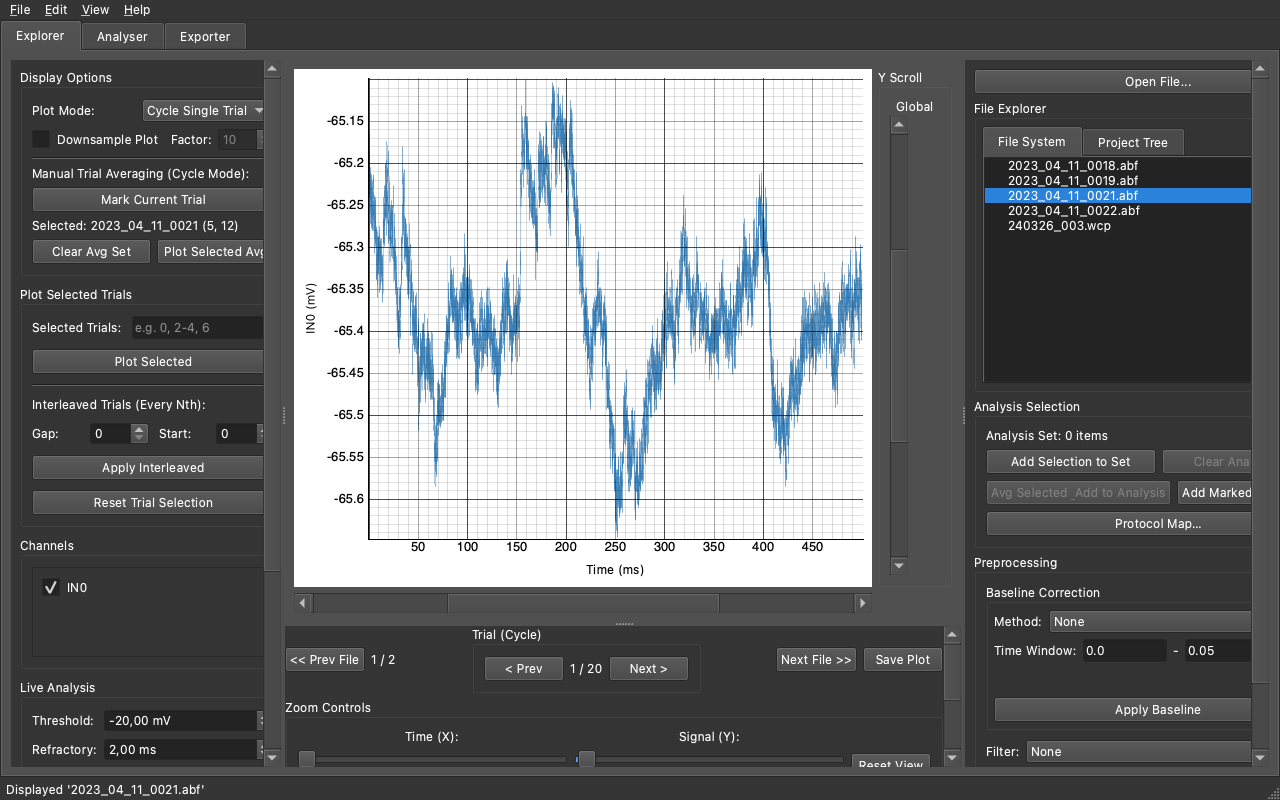 File Edit View Help
Explorer Analyser Exporter
Display Options
Plot Mode: Cycle Single Trial
Downsample Plot Factor: 10
Manual Trial Averaging (Cycle Mode):
Mark Current Trial
Selected: 2023_04_11_0021 (5, 12)
Clear Avg Set Plot Selected Avg
Plot Selected Trials
Selected Trials: e.g. 0, 2-4, 6
Plot Selected
Interleaved Trials (Every Nth):
Gap: 0 Start: 0
Apply Interleaved
Reset Trial Selection
Channels
IN0
Live Analysis
Threshold: -20,00 mV
Refractory: 2,00 ms
IN0 (mV)
-65.15
-65.2
-65.25
-65.3
-65.35
-65.4
-65.45
-65.5
-65.55
-65.6
50 100 150 200 250 300 350 400 450
Time (ms)
Y Scroll
Global
Trial (Cycle)
<< Prev File 1 / 2 < Prev 1 / 20 Next > Next File >> Save Plot
Zoom Controls
Time (X): Signal (Y):
Reset View
Open File...
File Explorer
File System Project Tree
2023_04_11_0018.abf
2023_04_11_0019.abf
2023_04_11_0021.abf
2023_04_11_0022.abf
240326_003.wcp
Analysis Selection
Analysis Set: 0 items
Add Selection to Set Clear Ana
Avg Selected _Add to Analysis Add Marked
Protocol Map...
Preprocessing
Baseline Correction
Method: None
Time Window: 0.0 - 0.05
Apply Baseline
Filter: None
Displayed '2023_04_11_0021.abf'